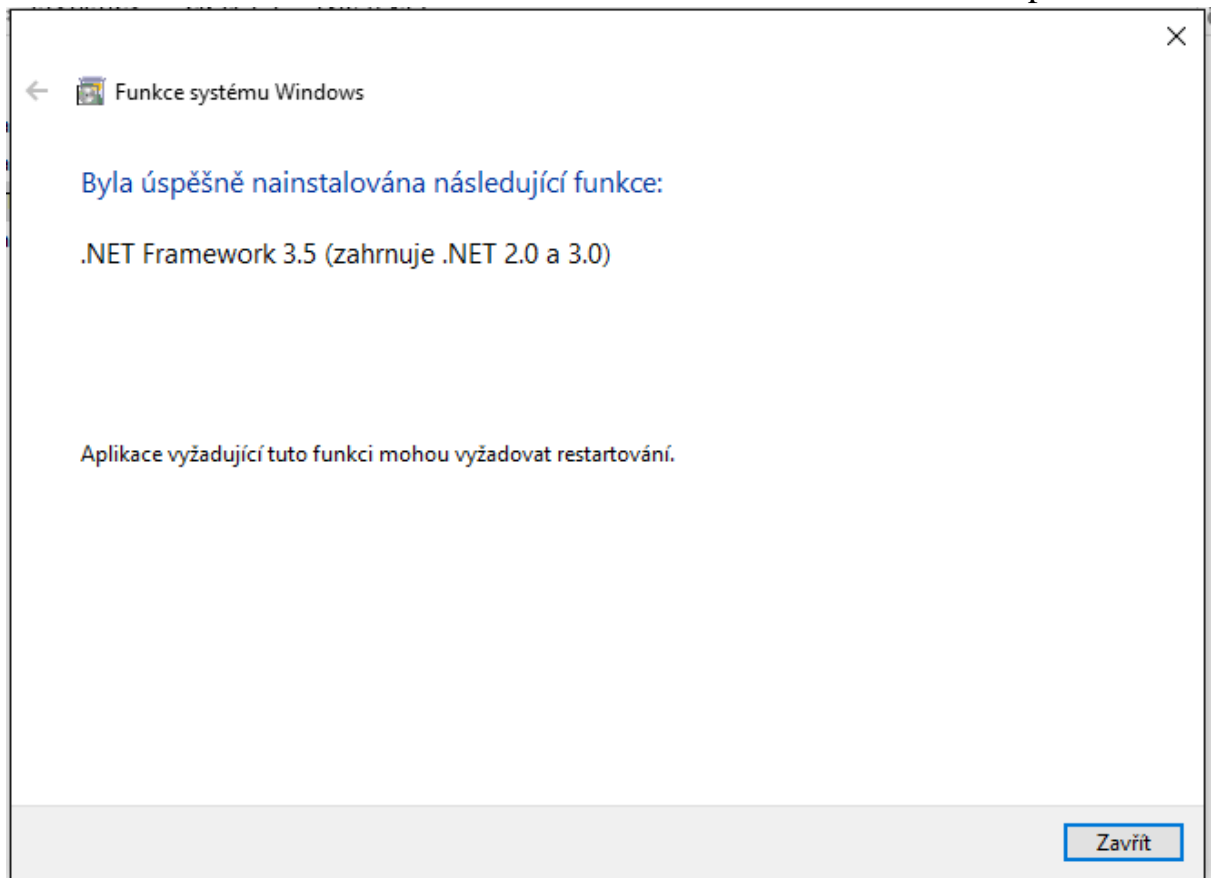 Funkce systému Windows
Byla úspěšně nainstalována následující funkce:
.NET Framework 3.5 (zahrnuje .NET 2.0 a 3.0)
Aplikace vyžadující tuto funkci mohou vyžadovat restartování.
Zavřít